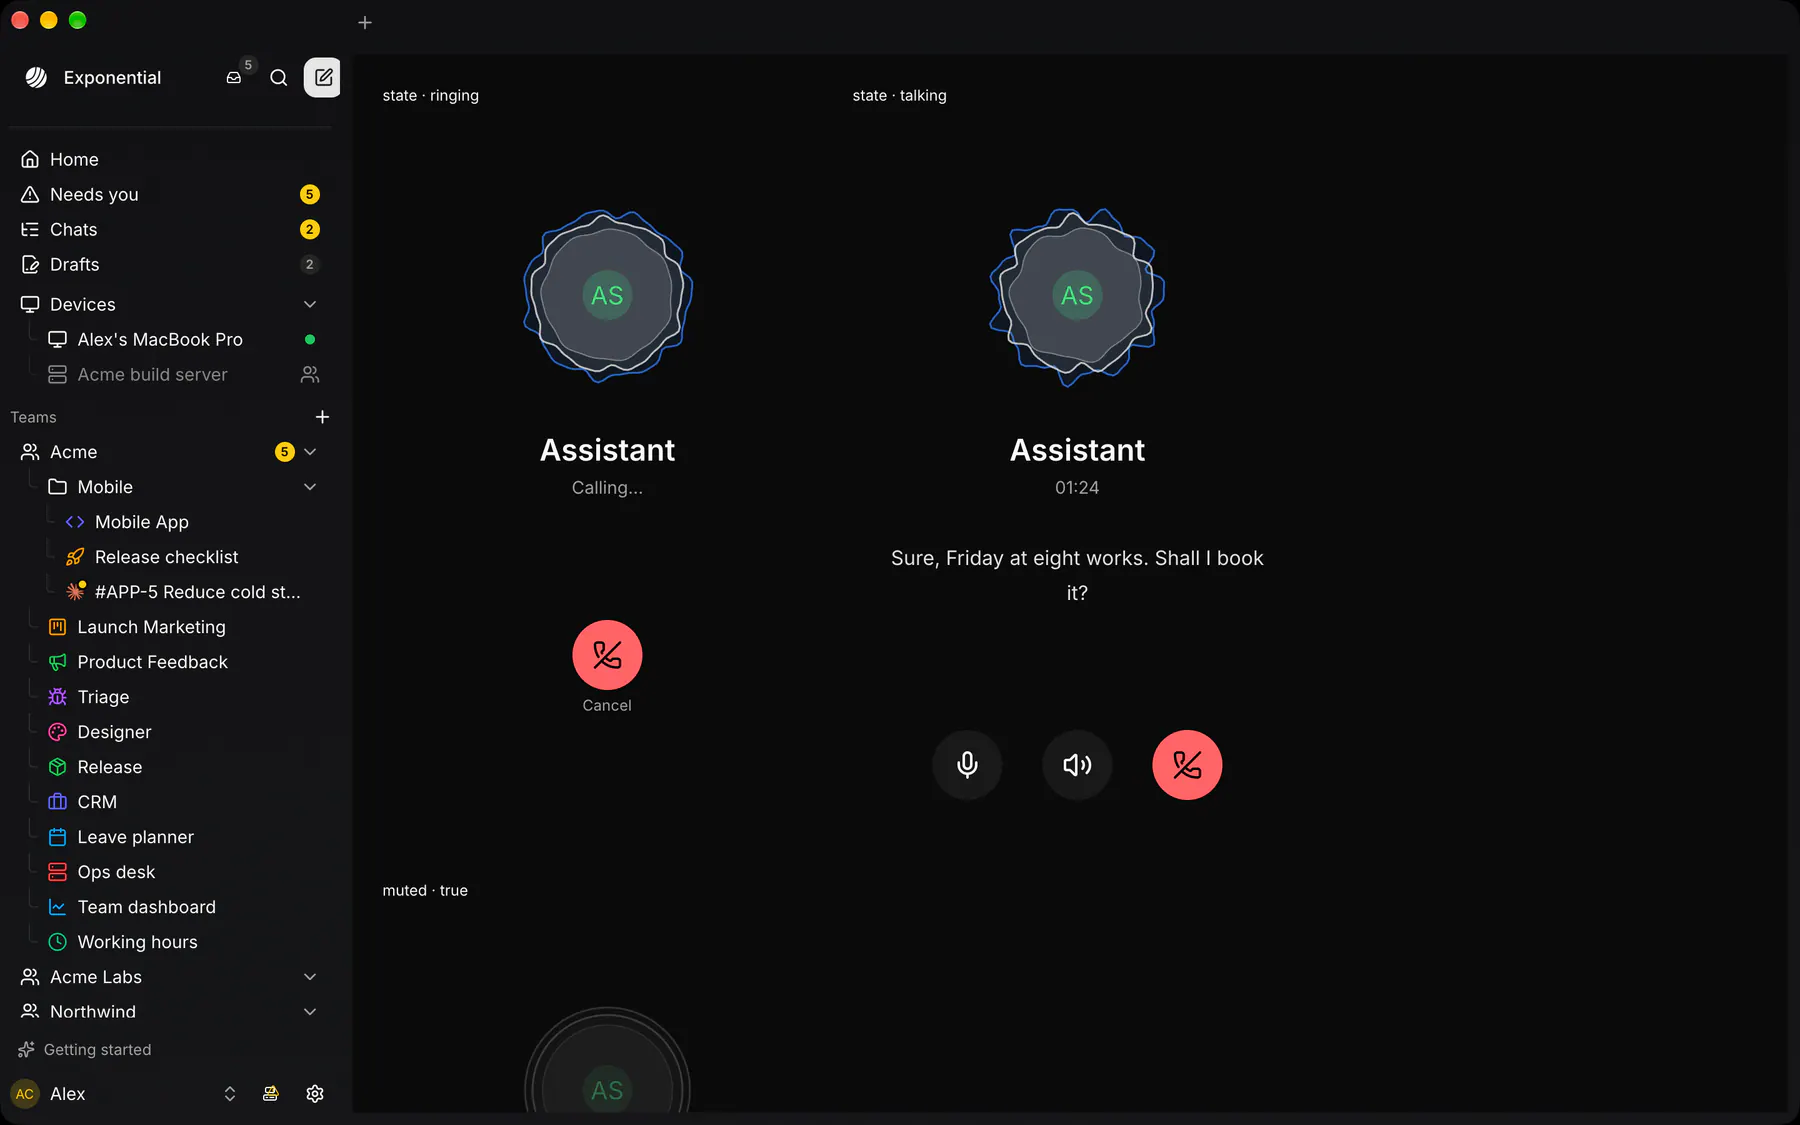 Exponential
5
Home
Needs you
5
Chats
2
Drafts
2
Devices
Alex's MacBook Pro
Acme build server
Teams
Acme
5
Mobile
Mobile App
Release checklist
#APP-5 Reduce cold st...
Launch Marketing
Product Feedback
Triage
Designer
Release
CRM
Leave planner
Ops desk
Team dashboard
Working hours
Acme Labs
Northwind
Getting started
AC
Alex
state · ringing
AS
Assistant
Calling...
Cancel
state · talking
AS
Assistant
01:24
Sure, Friday at eight works. Shall I book
it?
muted · true
AS